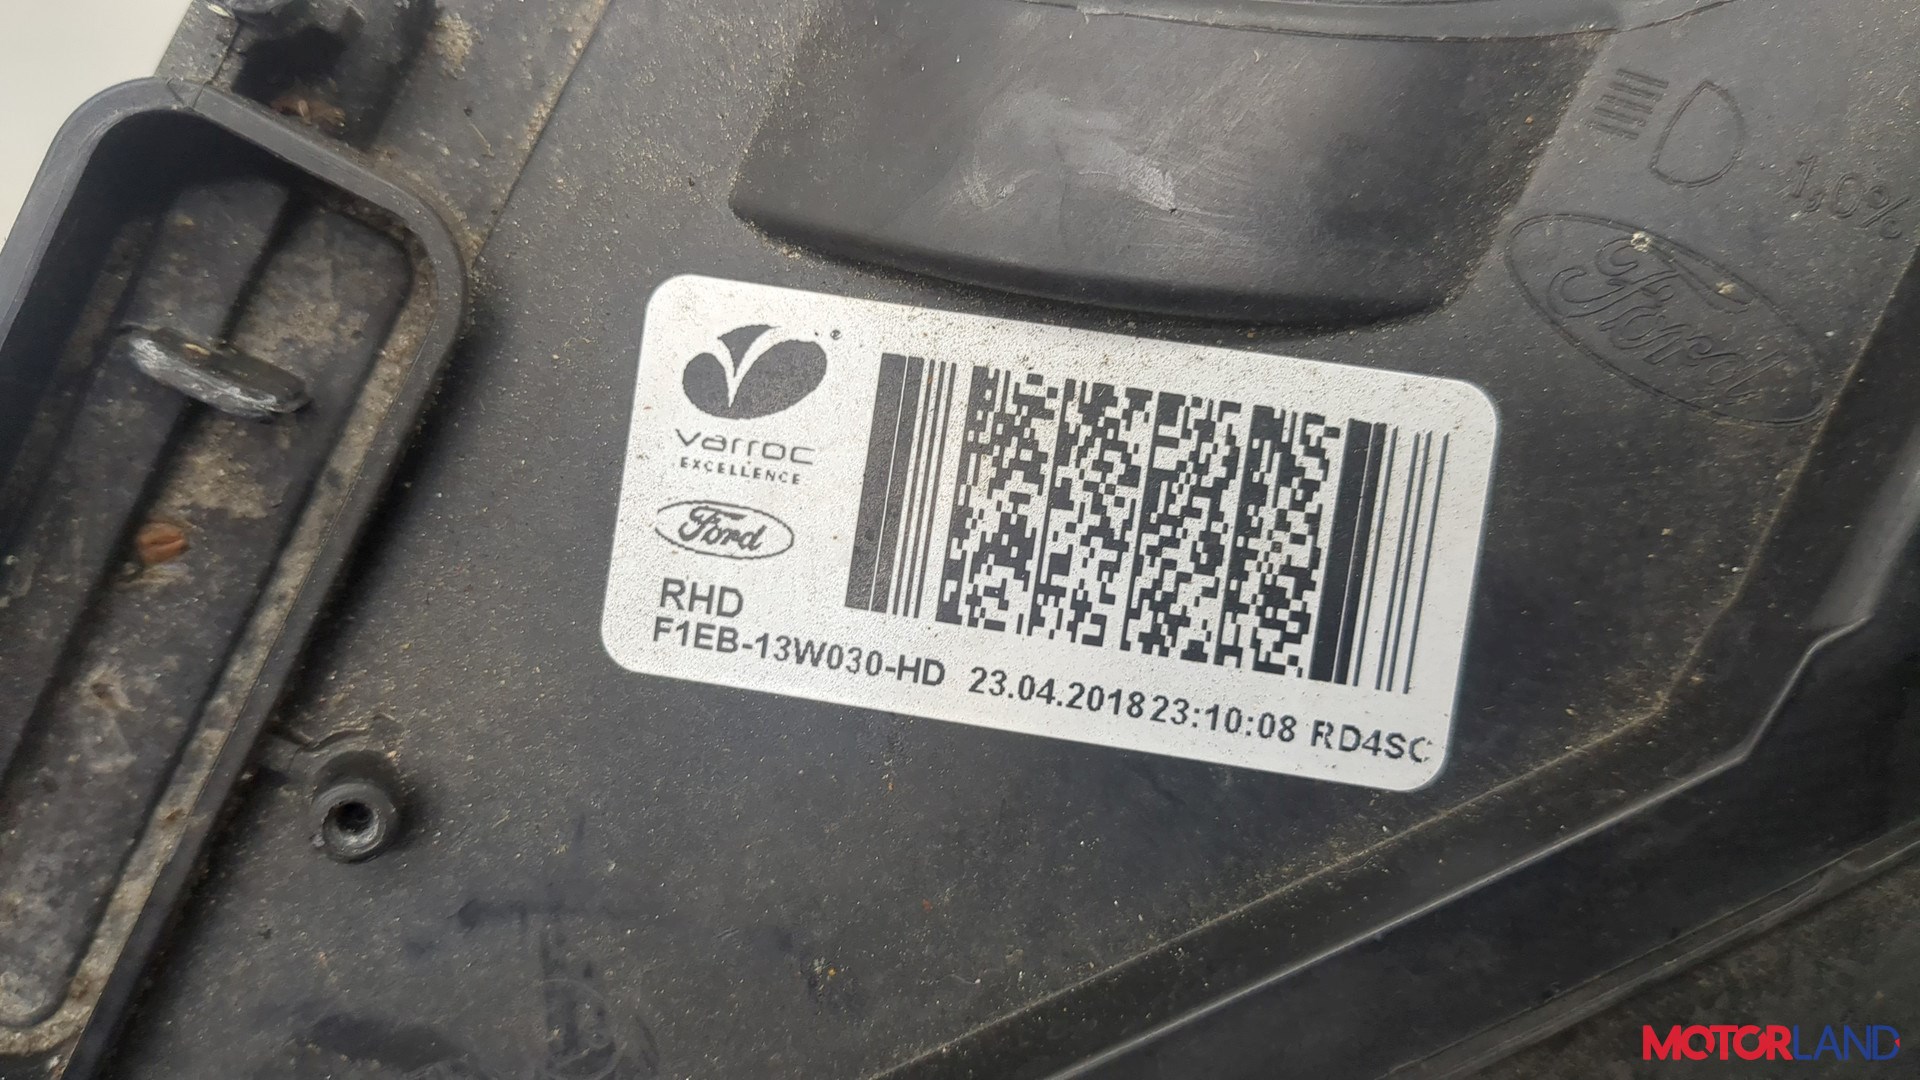 1,0%
Ford
varroc
EXCELLENCE
Ford
RHD
F1EB-13W030-HD 23.04.2018 23:10:08 RD4SC
MOTORLAND